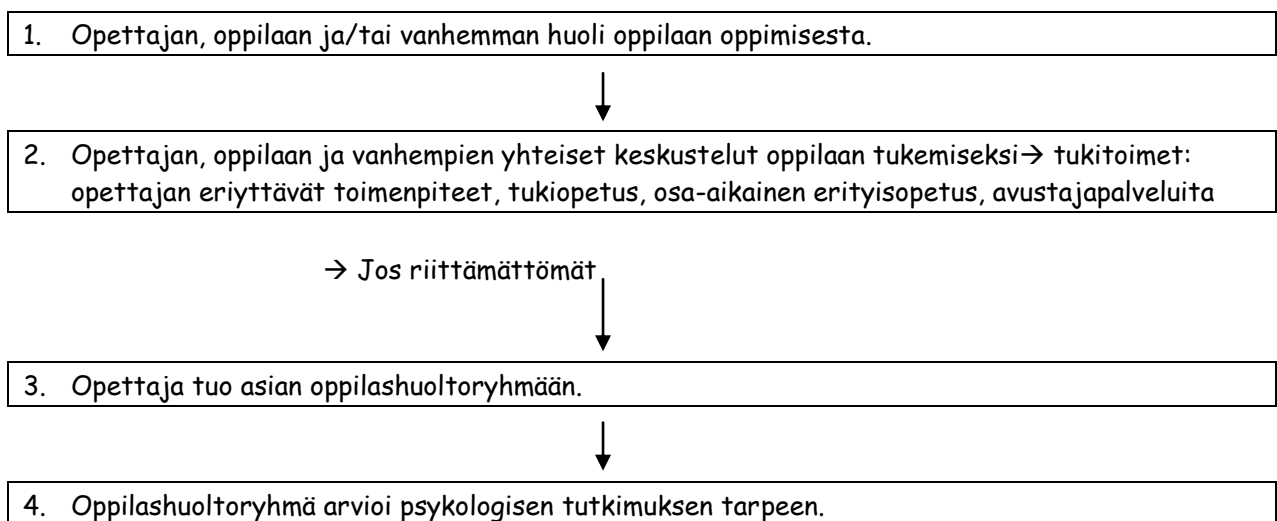 1. Opettajan, oppilaan ja/tai vanhemman huoli oppilaan oppimisesta.
2. Opettajan, oppilaan ja vanhempien yhteiset keskustelut oppilaan tukemiseksi→ tukitoimet:
opettajan eriyttävät toimenpiteet, tukiopetus, osa-aikainen erityisopetus, avustajapalveluita
→ Jos riittämättömät
3. Opettaja tuo asian oppilashuoltoryhmään.
4. Oppilashuoltoryhmä arvioi psykologisen tutkimuksen tarpeen.